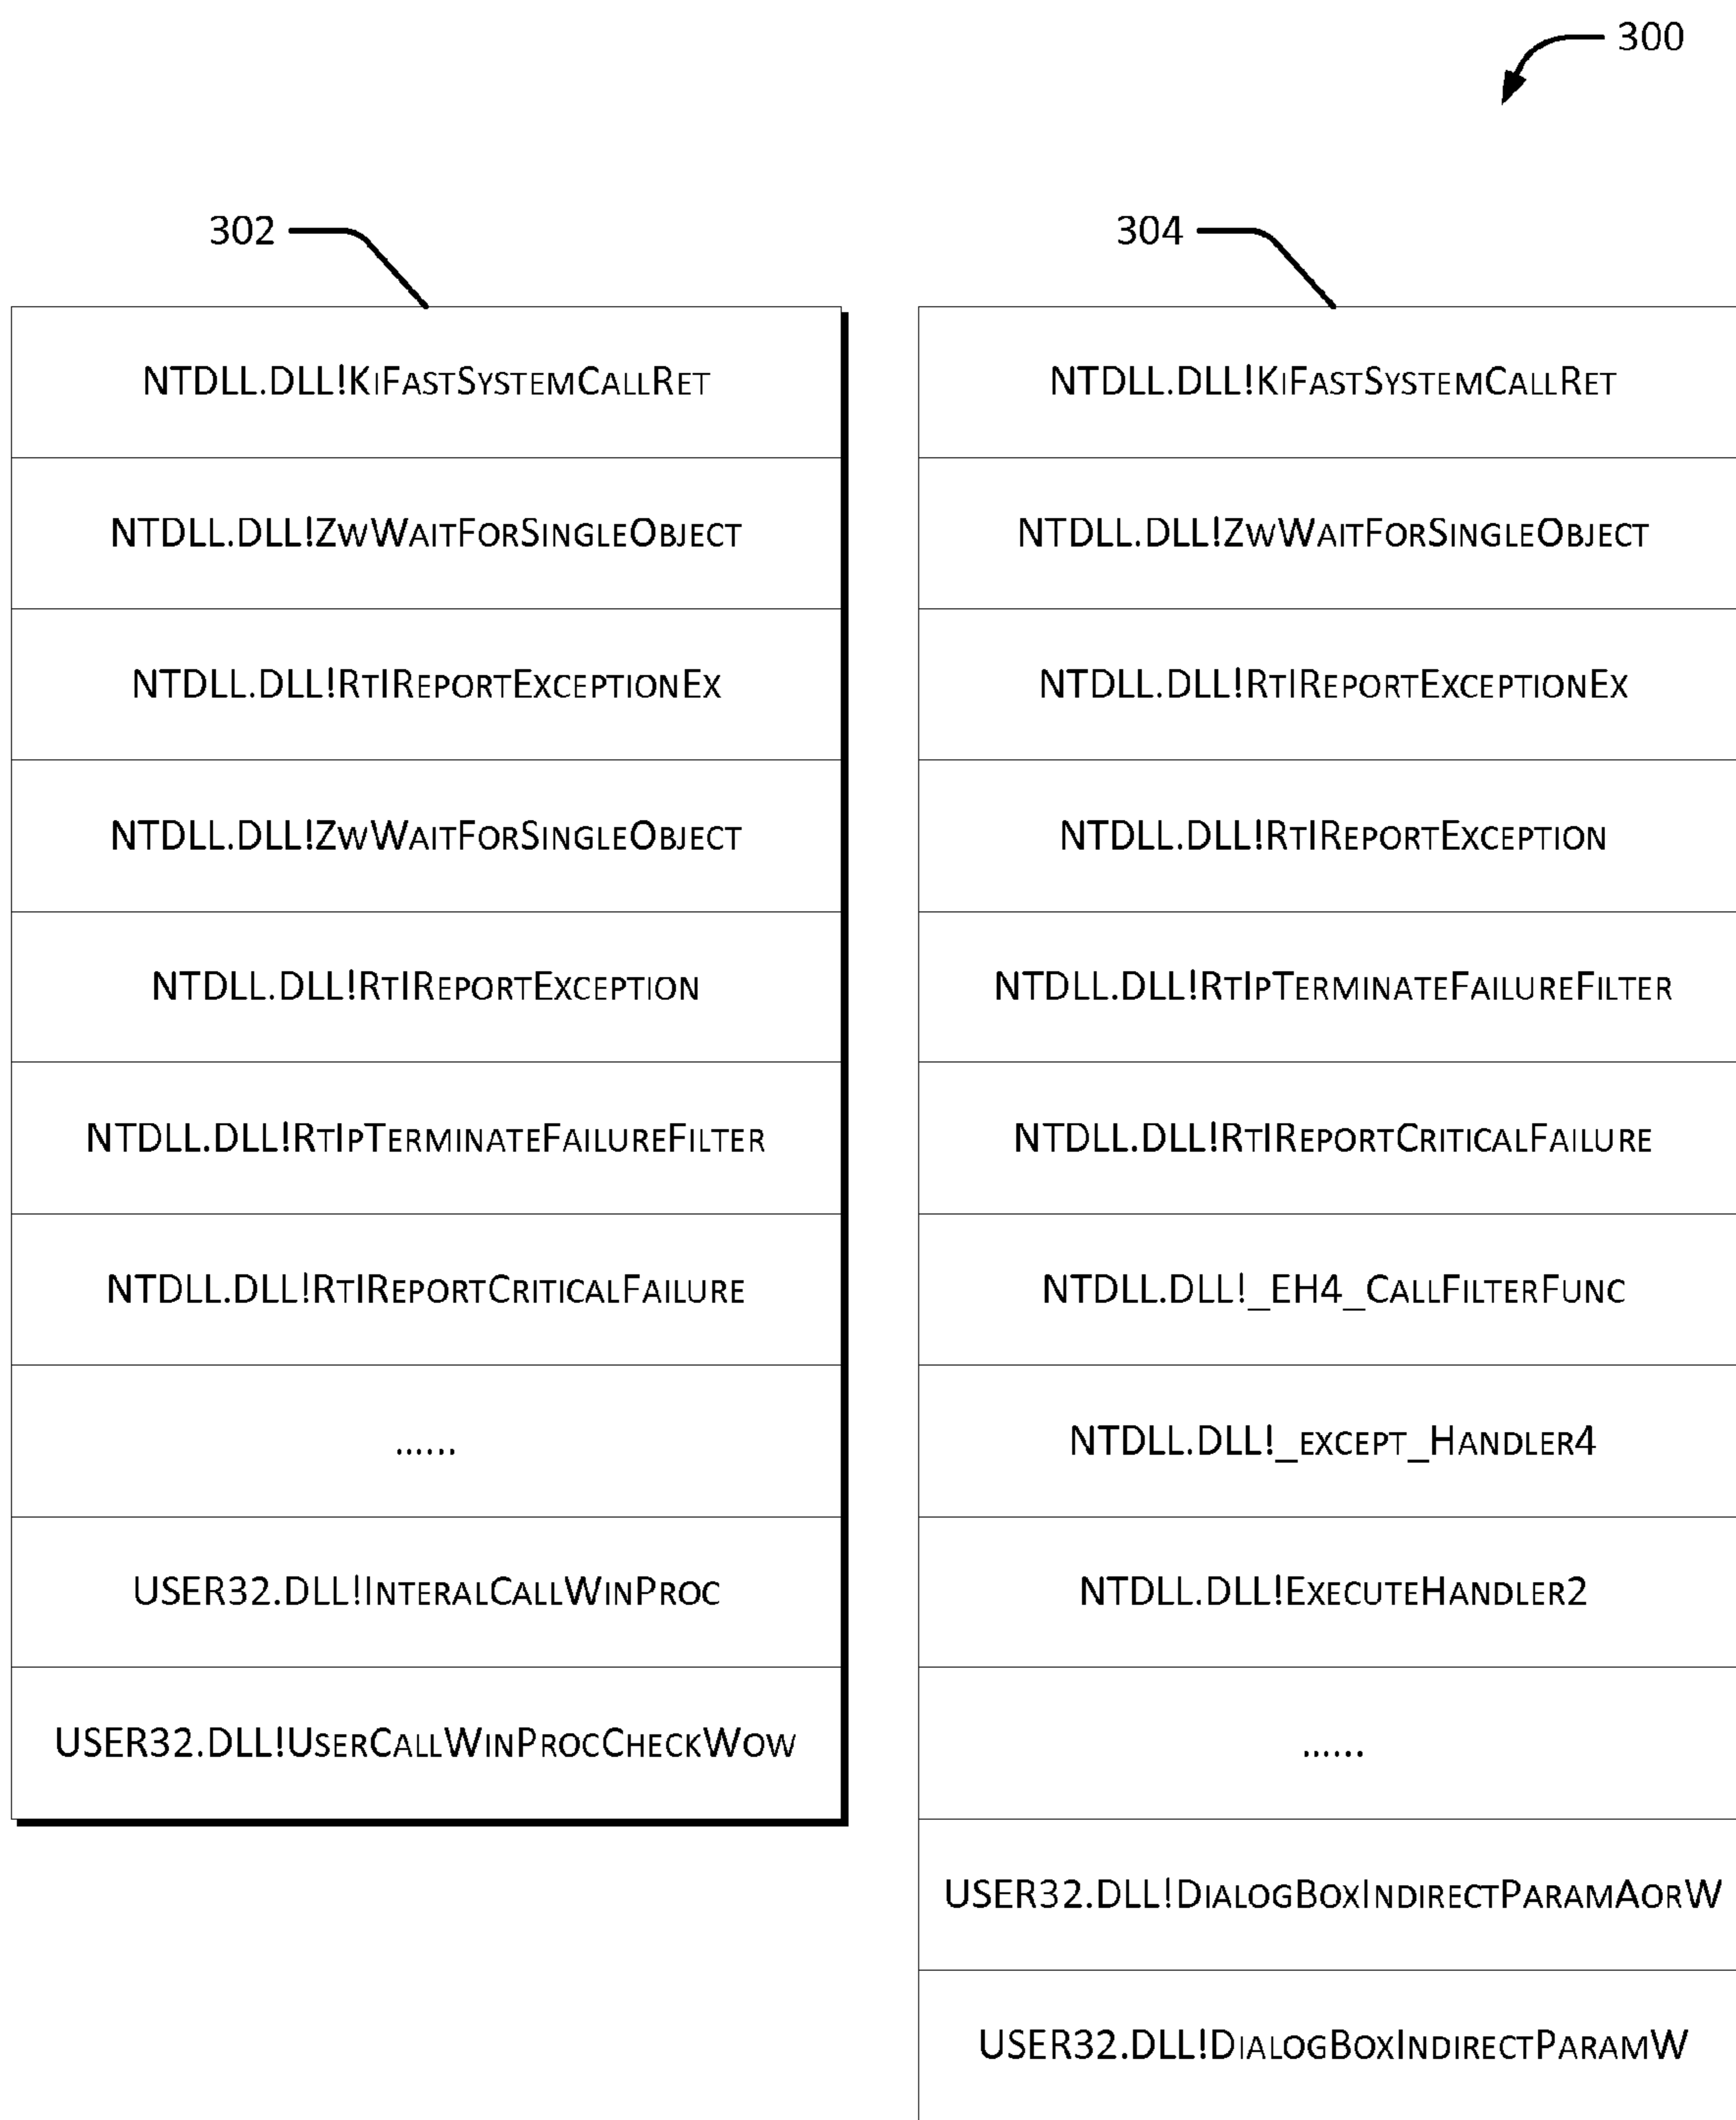 300
302
NTDLL.DLL!KiFastSystemCallRet
NTDLL.DLL!ZwWaitForSingleObject
NTDLL.DLL!RtlReportExceptionEx
NTDLL.DLL!ZwWaitForSingleObject
NTDLL.DLL!RtlReportException
NTDLL.DLL!RtlpTerminateFailureFilter
NTDLL.DLL!RtlReportCriticalFailure
......
USER32.DLL!InteralCallWinProc
USER32.DLL!UserCallWinProcCheckWow
304
NTDLL.DLL!KiFastSystemCallRet
NTDLL.DLL!ZwWaitForSingleObject
NTDLL.DLL!RtlReportExceptionEx
NTDLL.DLL!RtlReportException
NTDLL.DLL!RtlpTerminateFailureFilter
NTDLL.DLL!RtlReportCriticalFailure
NTDLL.DLL!_EH4_CallFilterFunc
NTDLL.DLL!_except_Handler4
NTDLL.DLL!ExecuteHandler2
......
USER32.DLL!DialogBoxIndirectParamAorW
USER32.DLL!DialogBoxIndirectParamW